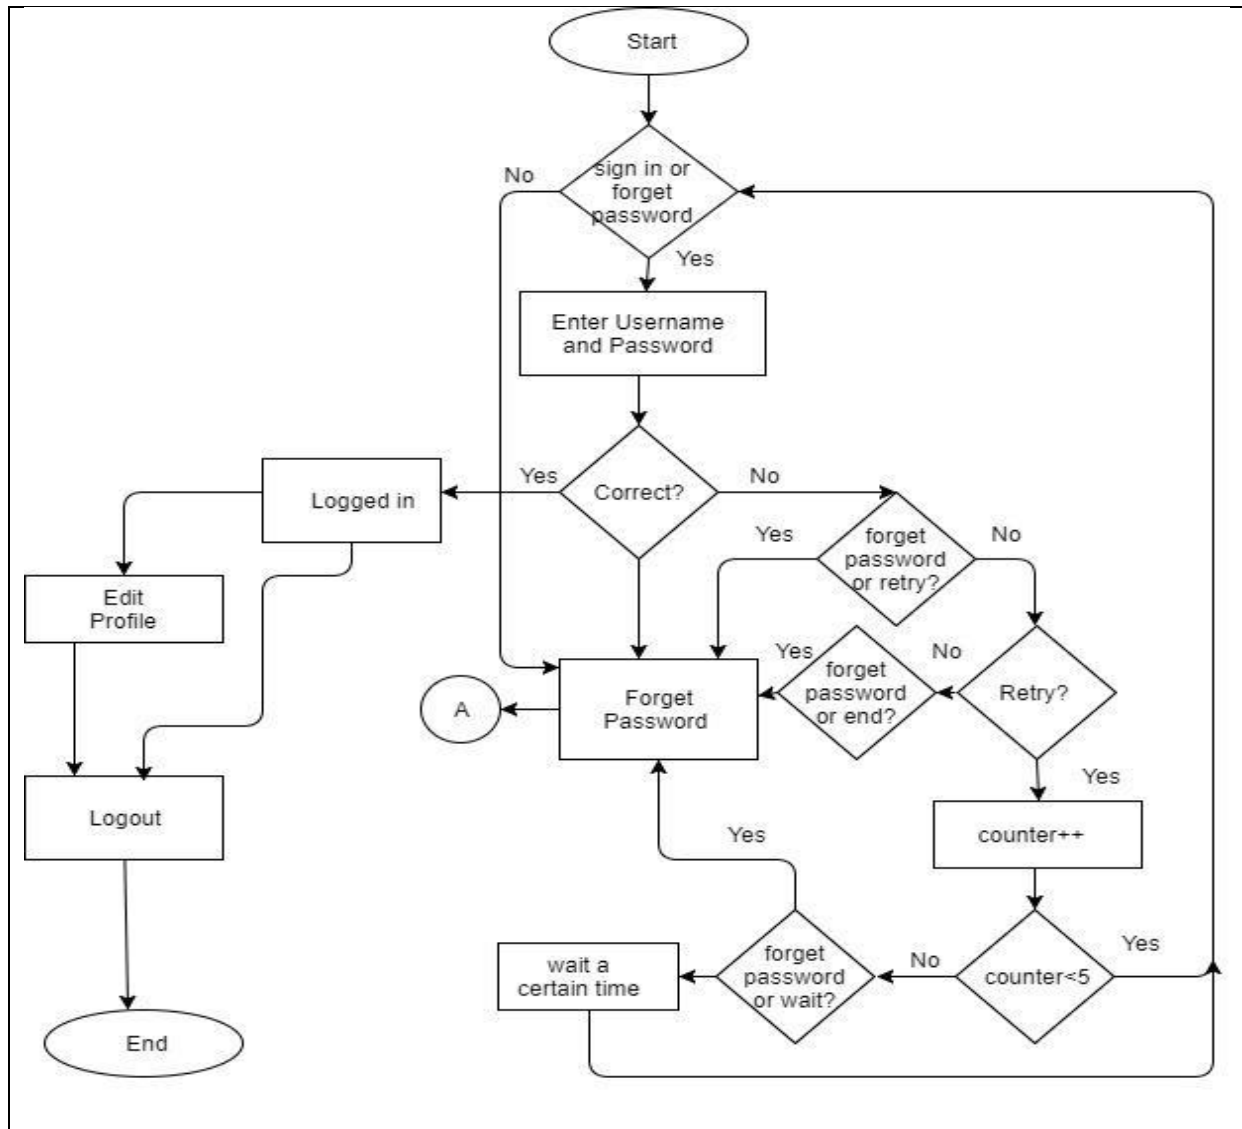 Start
No
sign in or
forget
password
Yes
Enter Username
and Password
Yes
Correct?
No
Logged in
Yes
forget
password
or retry?
No
Edit
Profile
A
Forget
Password
Yes
forget
password
or end?
No
Retry?
Yes
Logout
Yes
counter++
wait a
certain time
forget
password
or wait?
No
counter<5
Yes
End